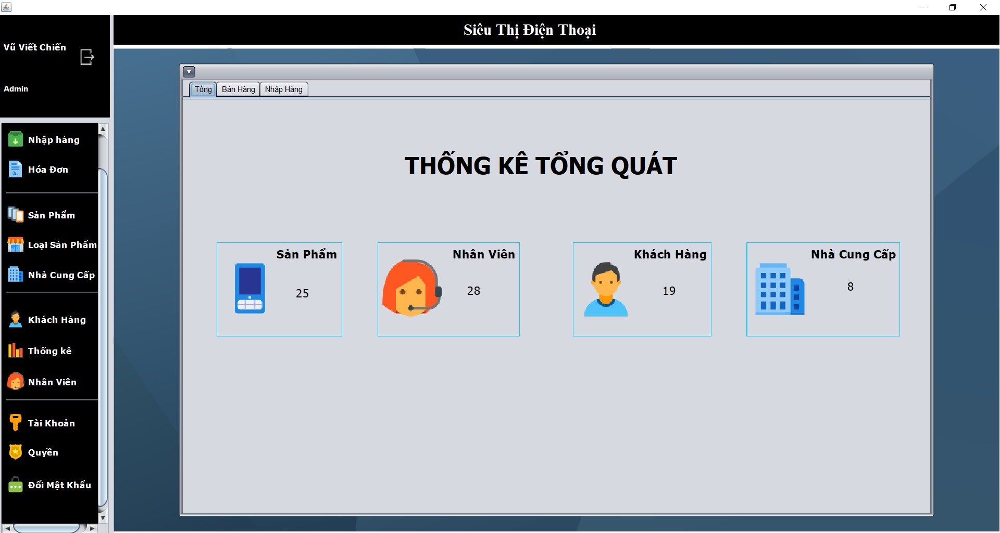 Siêu Thị Điện Thoại
Vũ Viết Chiến
Admin
Nhập hàng
Hóa Đơn
Sản Phẩm
Loại Sản Phẩm
Nhà Cung Cấp
Khách Hàng
Thống kê
Nhân Viên
Tài Khoản
Quyền
Đổi Mật Khẩu
Tổng
Bán Hàng
Nhập Hàng
THỐNG KÊ TỔNG QUÁT
Sản Phẩm
25
Nhân Viên
28
Khách Hàng
19
Nhà Cung Cấp
8